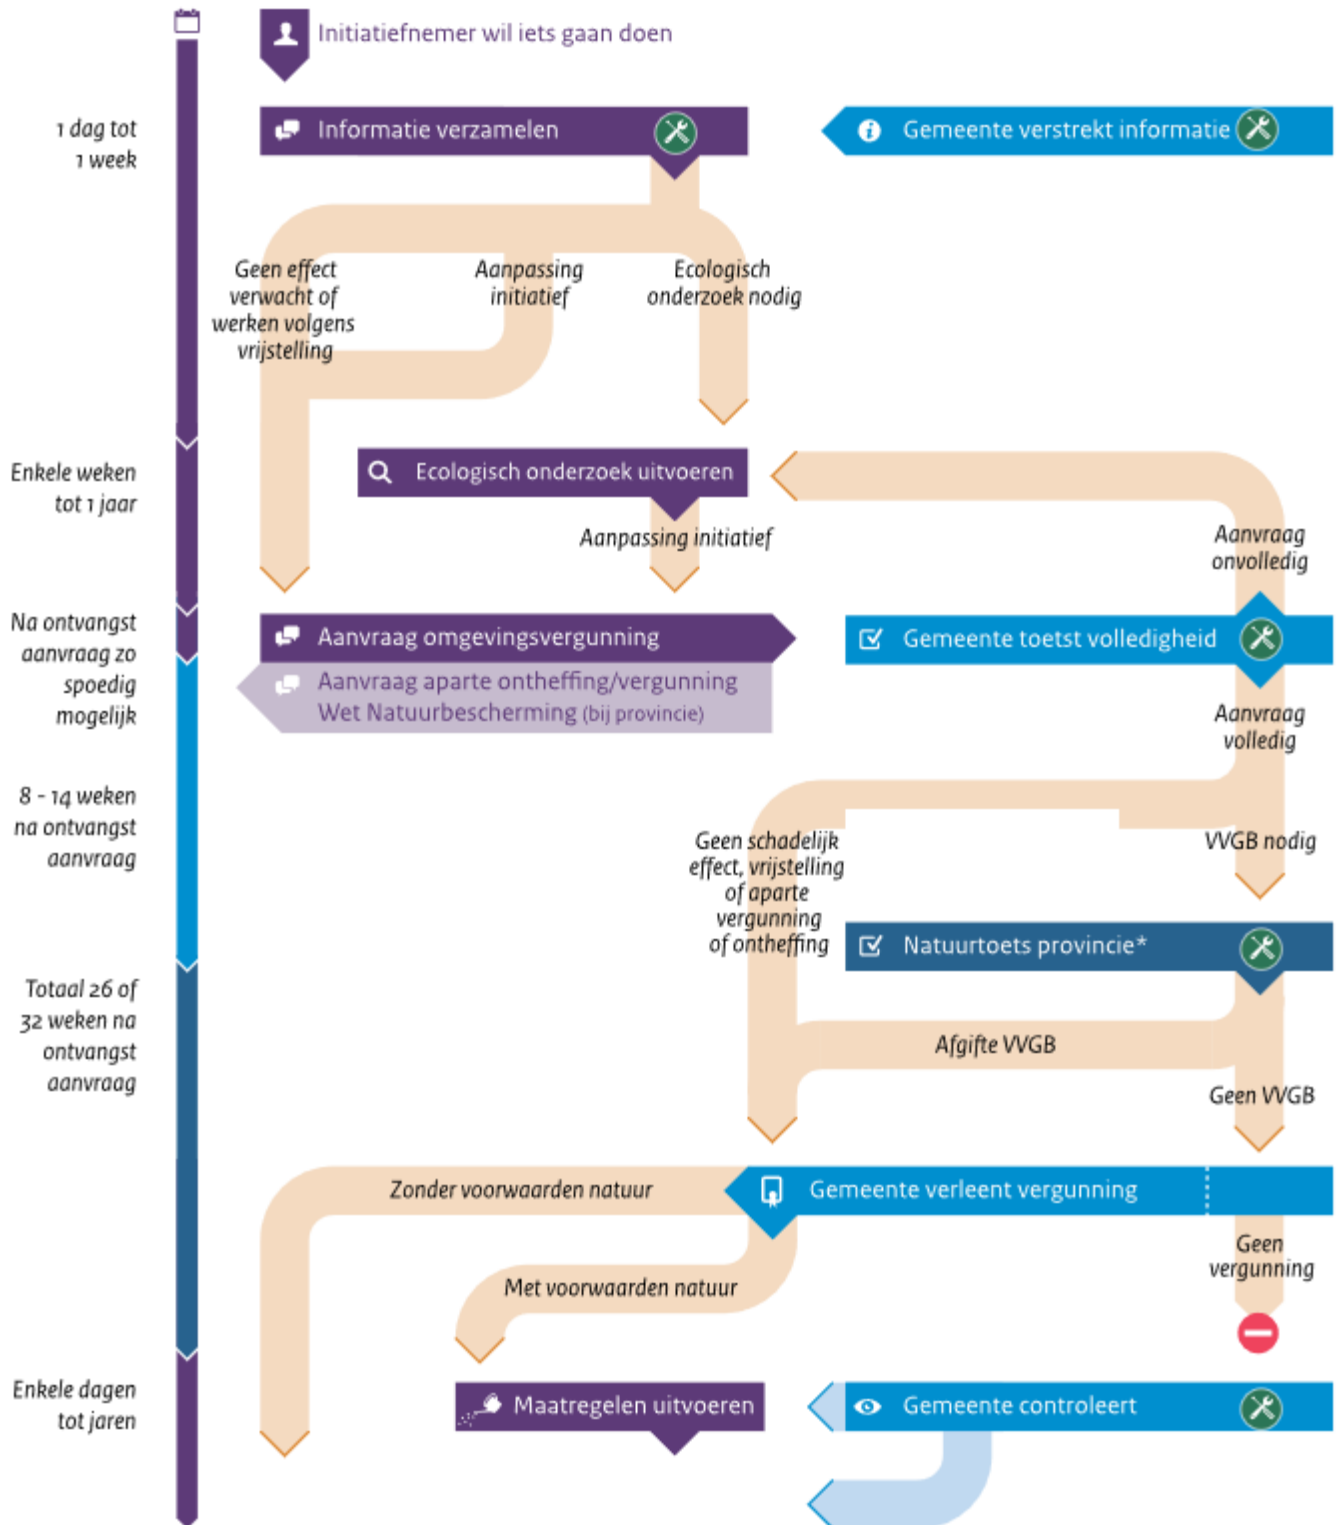 Initiatiefnemer wil iets gaan doen
1 dag tot
1 week
Informatie verzamelen
Gemeente verstrekt informatie
Geen effect
verwacht of
werken volgens
vrijstelling
Aanpassing
initiatief
Ecologisch
onderzoek nodig
Enkele weken
tot 1 jaar
Ecologisch onderzoek uitvoeren
Aanpassing initiatief
Aanvraag
onvolledig
Na ontvangst
aanvraag zo
spoedig
mogelijk
Aanvraag omgevingsvergunning
Aanvraag aparte ontheffing/vergunning
Wet Natuurbescherming (bij provincie)
Gemeente toetst volledigheid
Aanvraag
volledig
8 - 14 weken
na ontvangst
aanvraag
Geen schadelijk
effect, vrijstelling
of aparte
vergunning
of ontheffing
VVGB nodig
Natuurtoets provincie*
Totaal 26 of
32 weken na
ontvangst
aanvraag
Afgifte VVGB
Geen VVGB
Zonder voorwaarden natuur
Gemeente verleent vergunning
Geen
vergunning
Met voorwaarden natuur
Enkele dagen
tot jaren
Maatregelen uitvoeren
Gemeente controleert